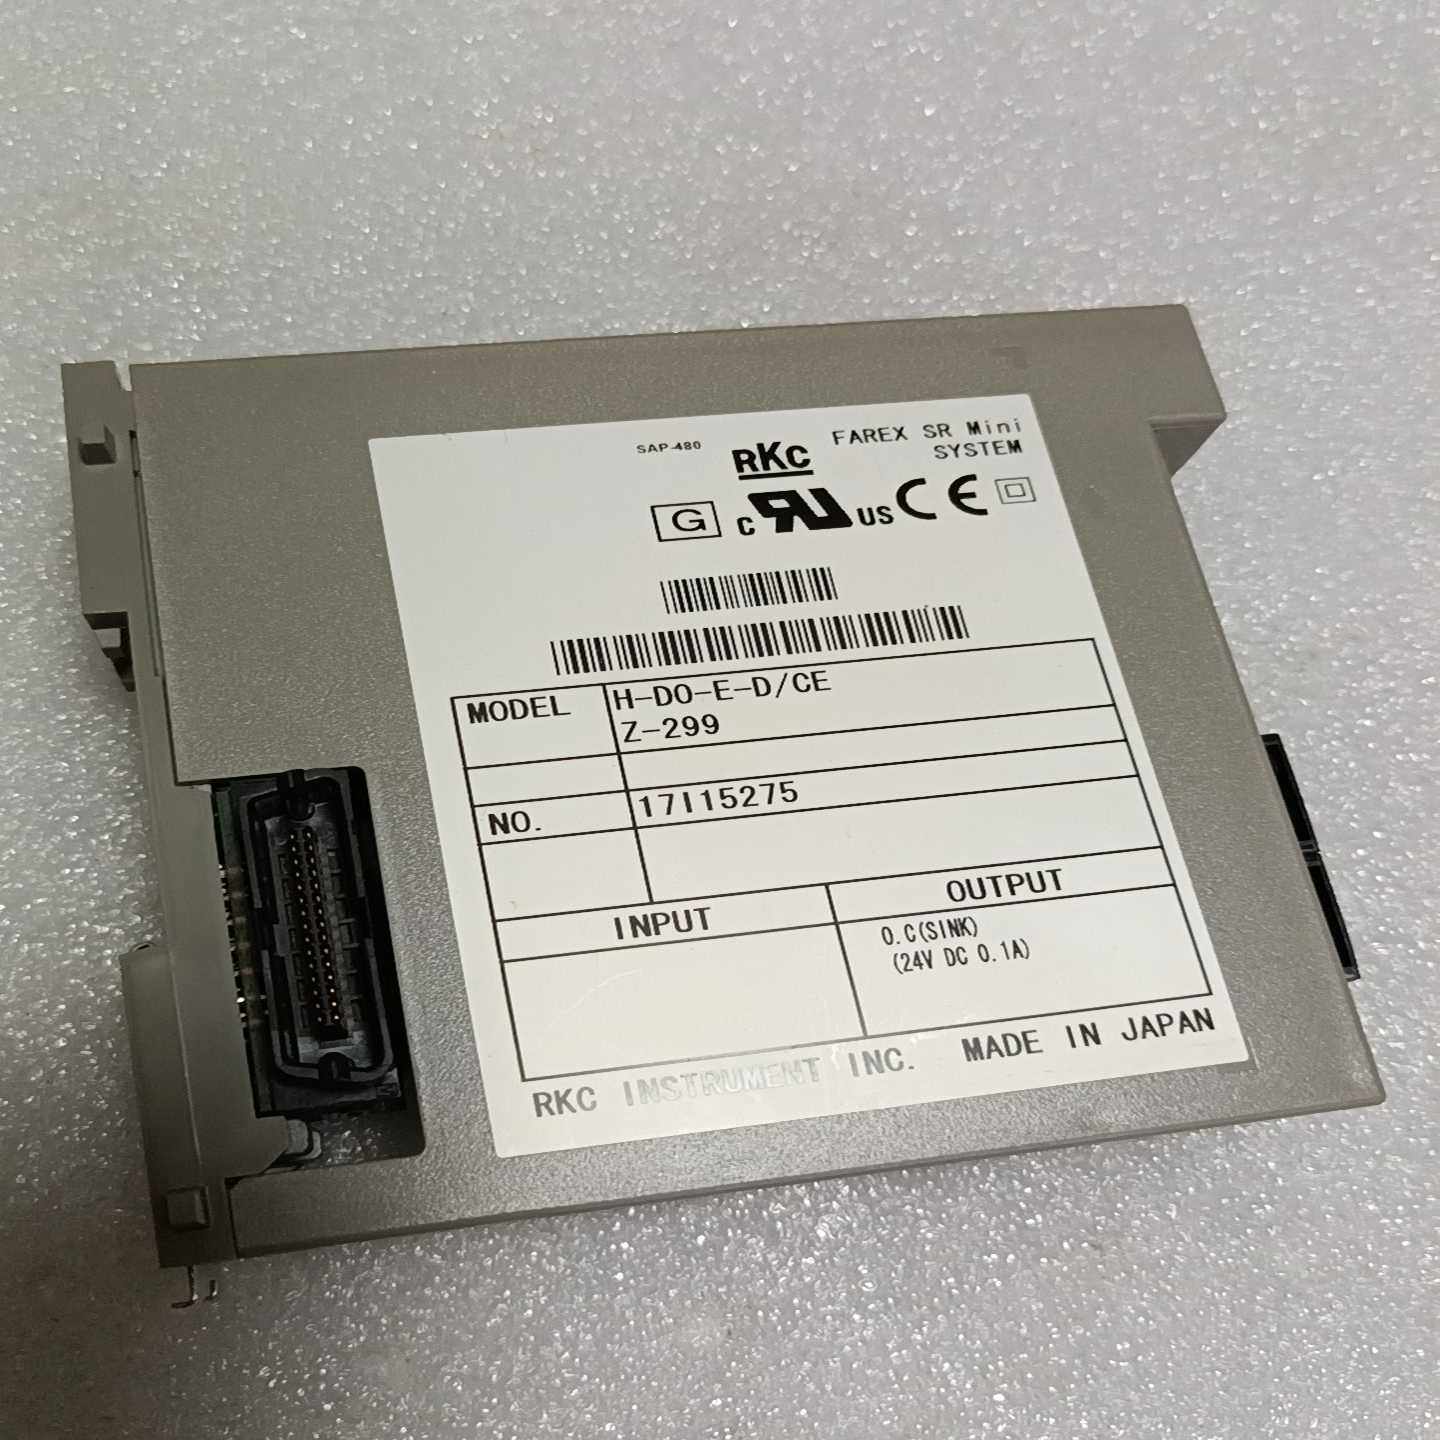 SAP-480
RKC
FAREX SR Mini
SYSTEM
G
c RU US CE
MODEL H-DO-E-D/CE
Z-299
NO. 17I15275
INPUT
OUTPUT
O.C(SINK)
(24V DC 0.1A)
RKC INSTRUMENT INC. MADE IN JAPAN